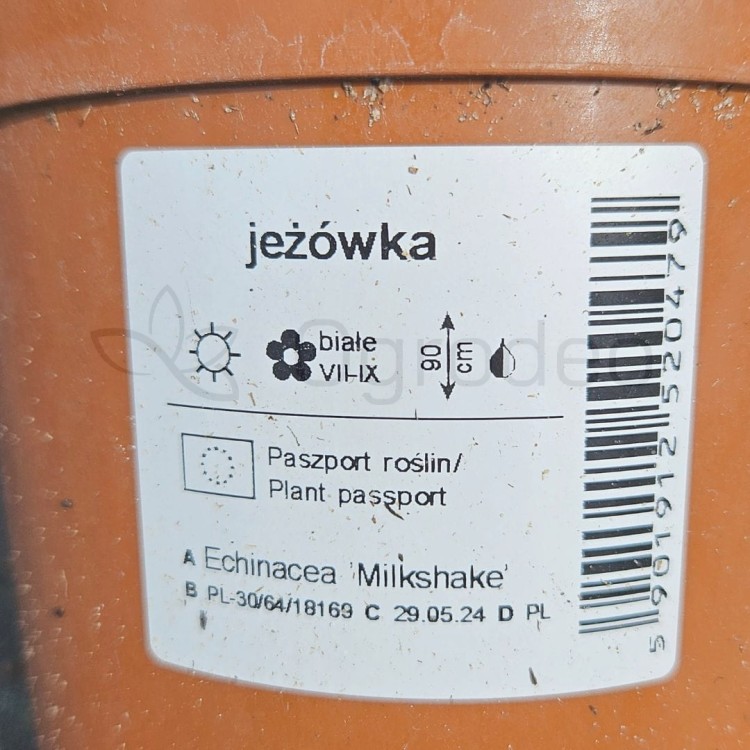 jeżówka
białe
VII-IX
90
cm
Ogrodeo
Paszport roślin/
Plant passport
A Echinacea 'Milkshake'
B PL-30/64/18169 C 29.05.24 D PL
5901912520479